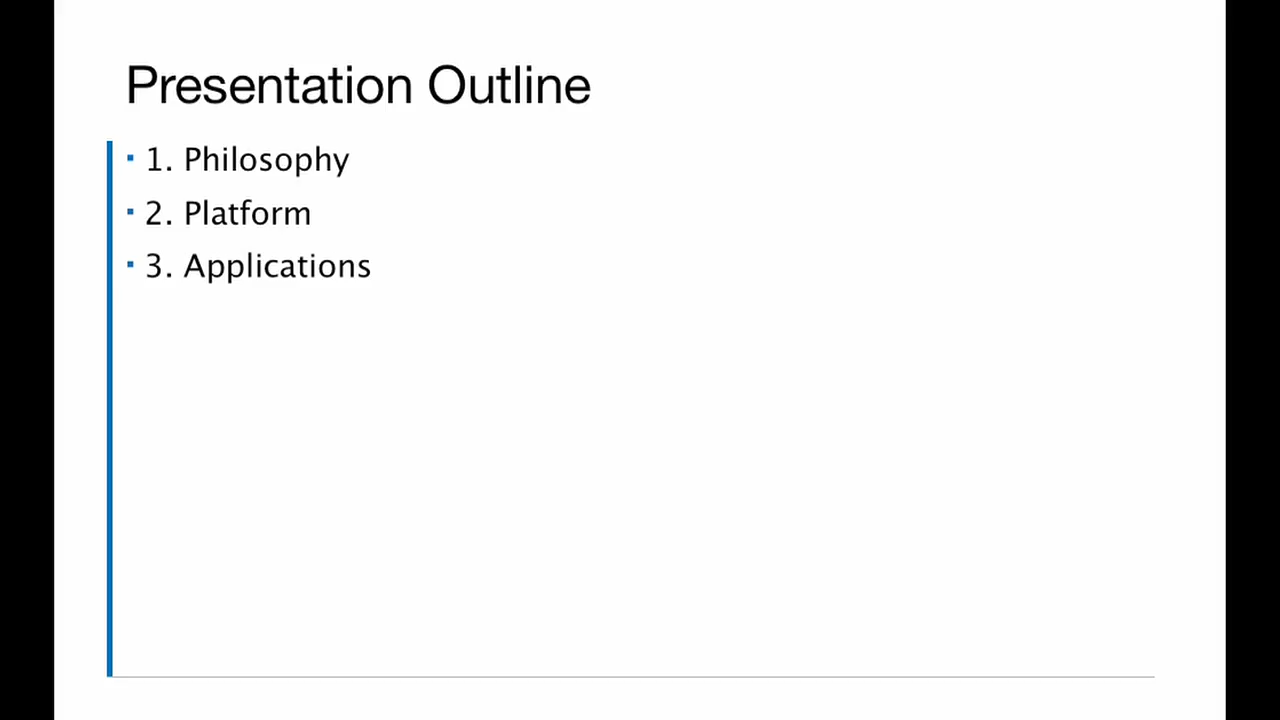 Presentation Outline
▪ 1. Philosophy
▪ 2. Platform
▪ 3. Applications